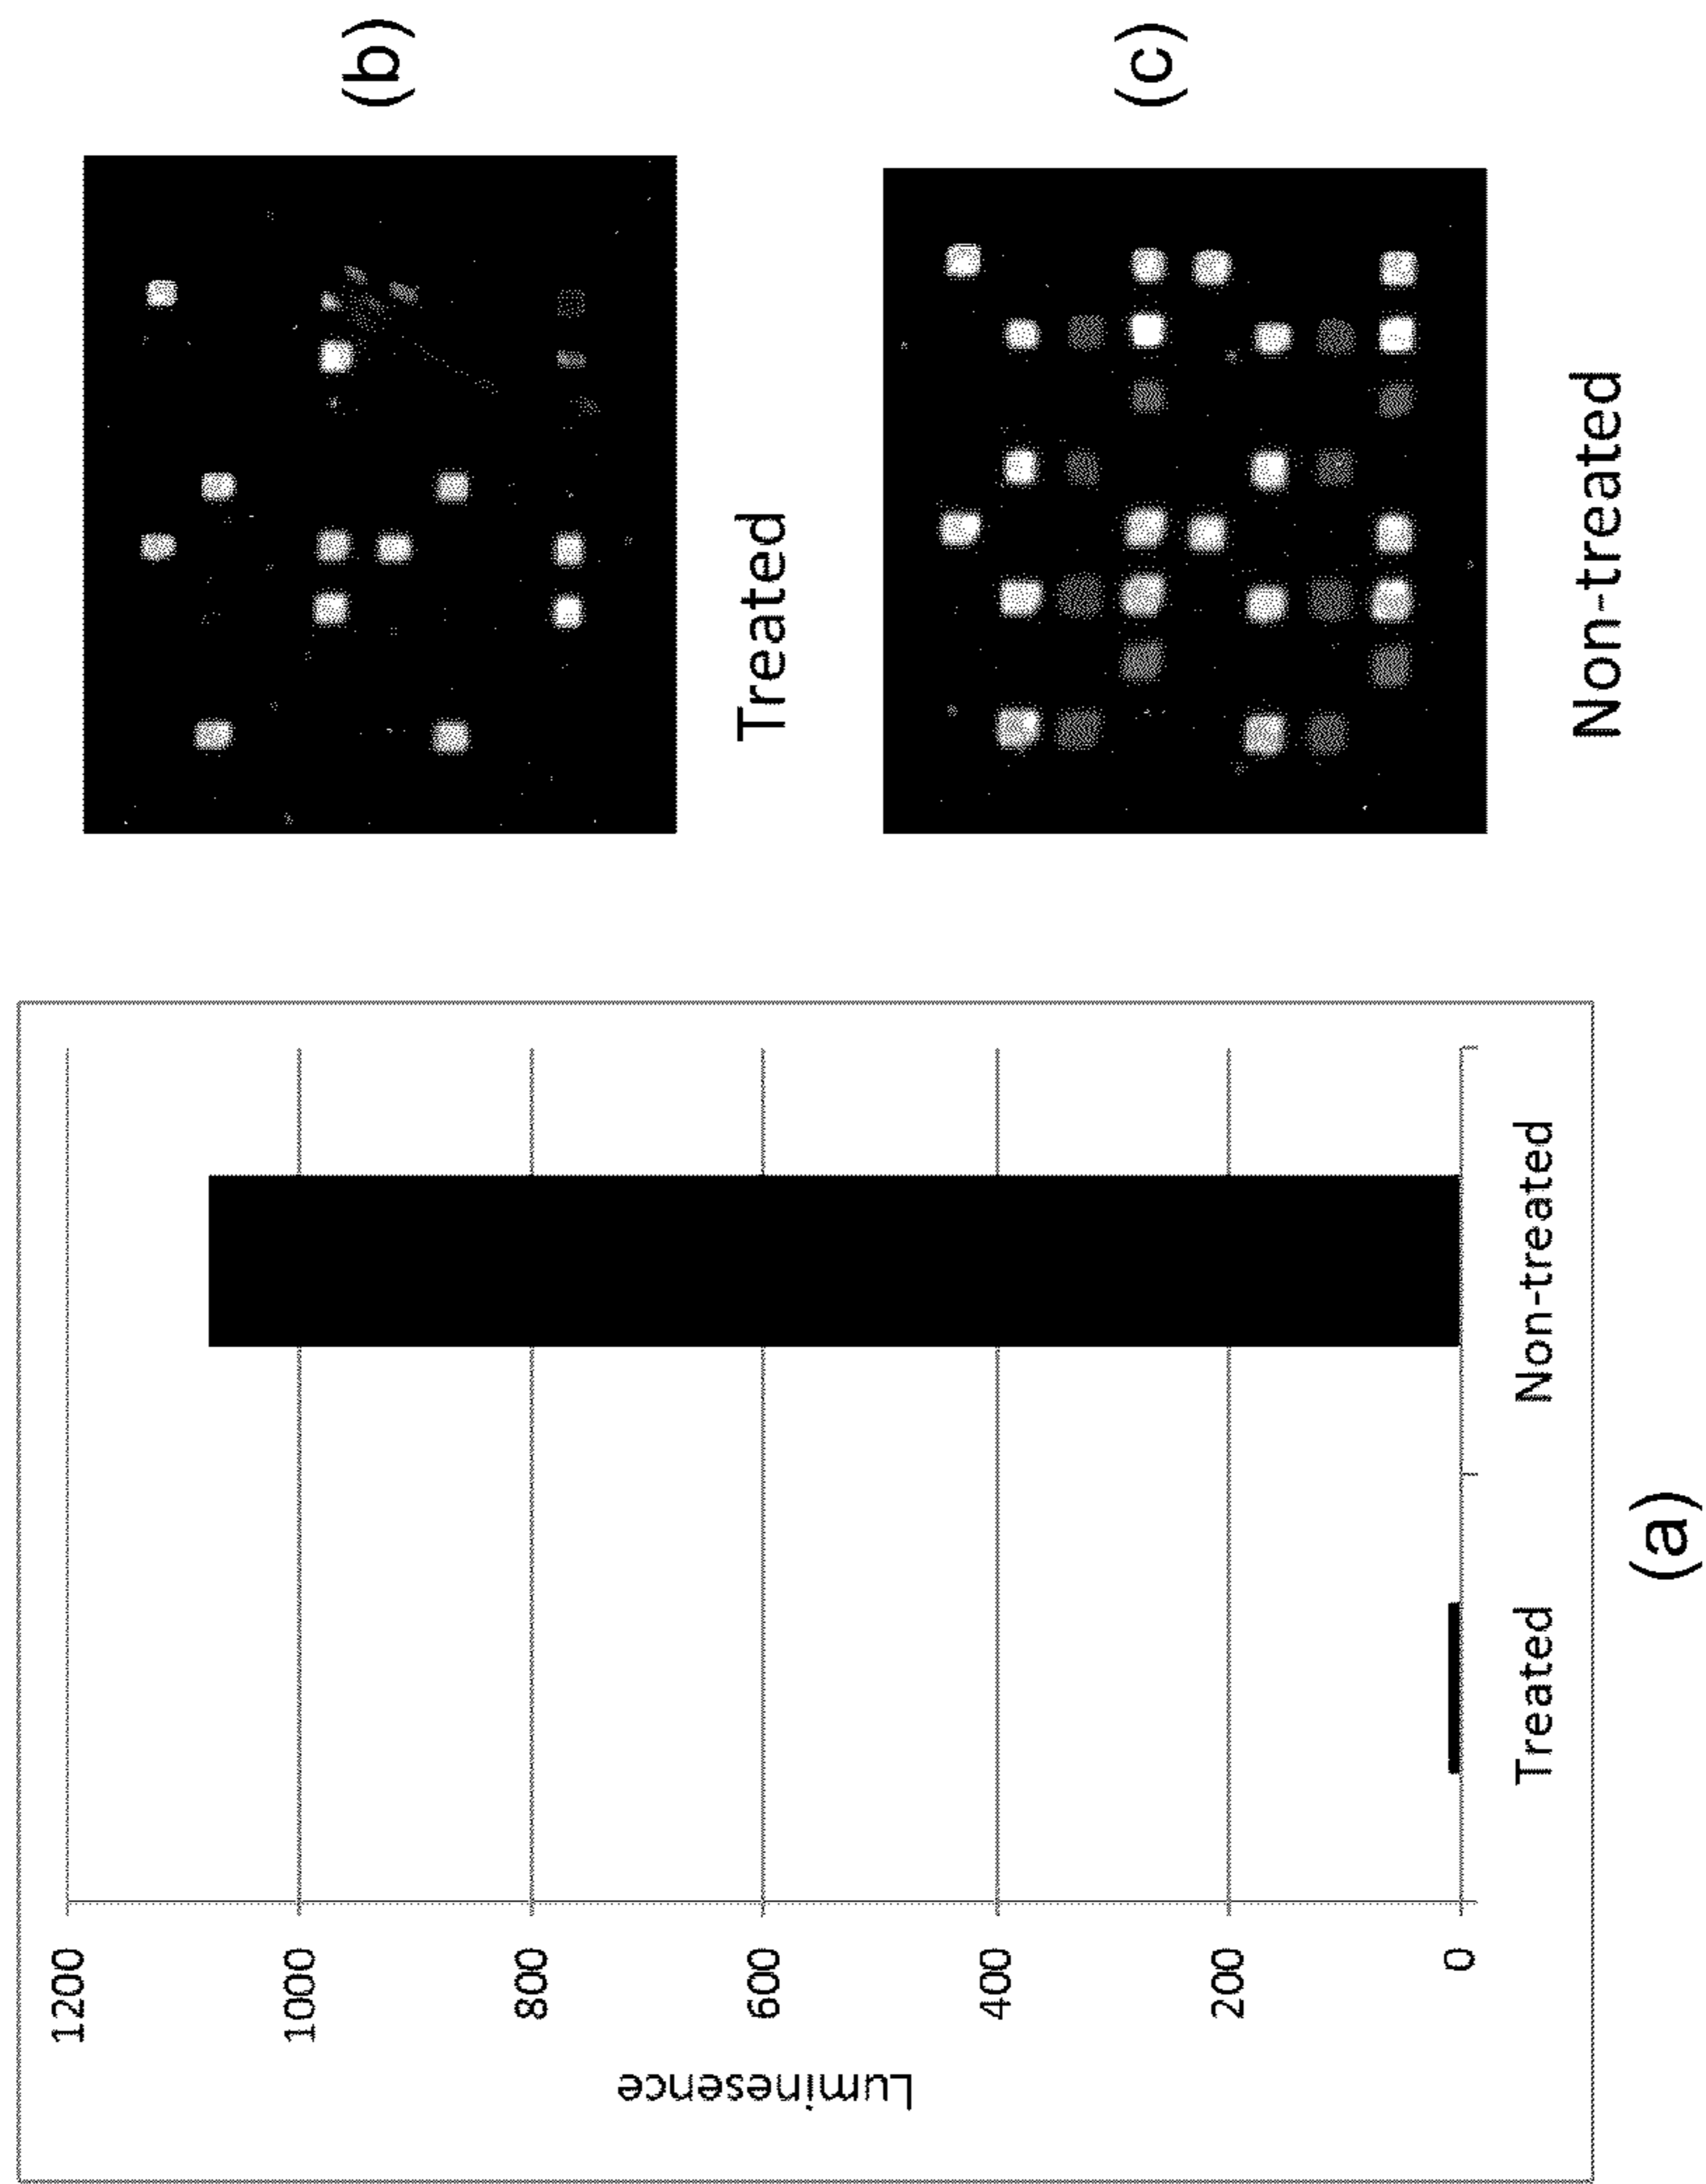 1200
1000
800
600
400
200
0
Luminesence
Treated
Non-treated
(a)
Treated
(b)
Non-treated
(c)